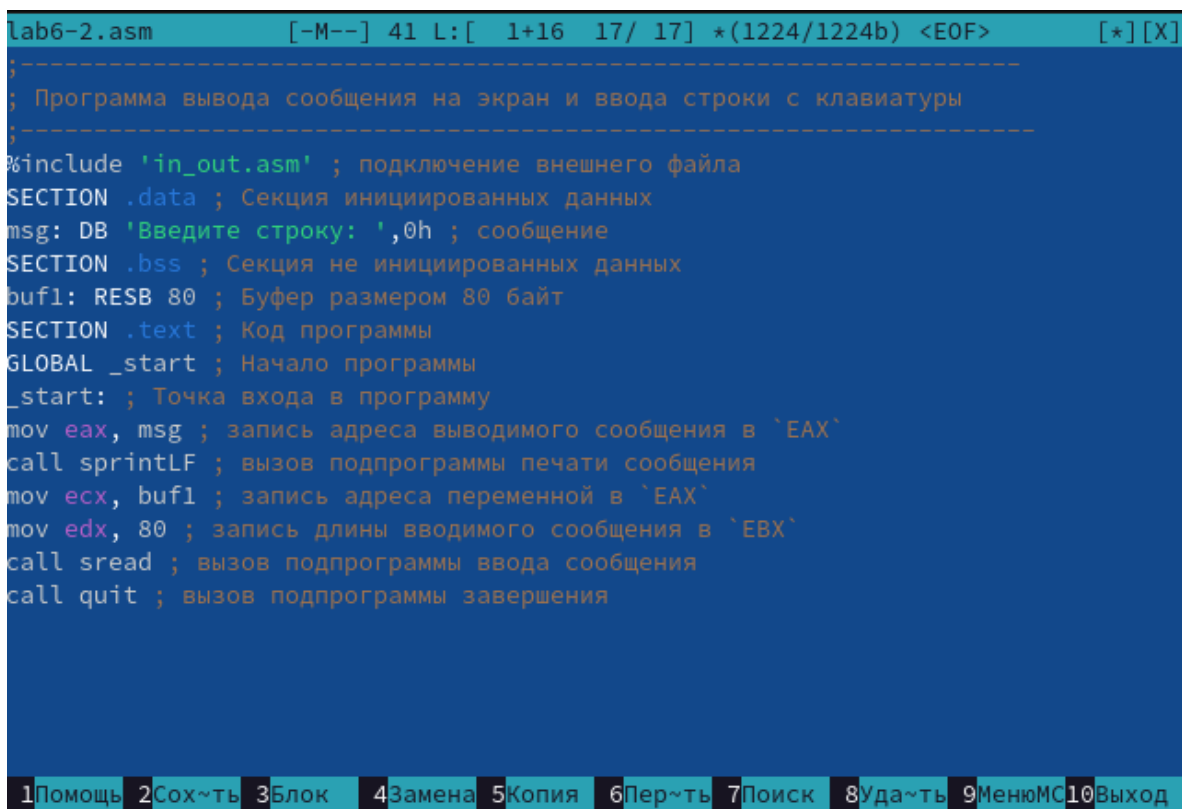 lab6-2.asm [-M--] 41 L:[ 1+16 17/ 17] *(1224/1224b) <EOF> [*][X]
;--------------------------------------------------------------------
; Программа вывода сообщения на экран и ввода строки с клавиатуры
;---------------------------------------------------------------------
%include 'in_out.asm' ; подключение внешнего файла
SECTION .data ; Секция инициированных данных
msg: DB 'Введите строку: ',0h ; сообщение
SECTION .bss ; Секция не инициированных данных
buf1: RESB 80 ; Буфер размером 80 байт
SECTION .text ; Код программы
GLOBAL _start ; Начало программы
_start: ; Точка входа в программу
mov eax, msg ; запись адреса выводимого сообщения в `EAX`
call sprintLF ; вызов подпрограммы печати сообщения
mov ecx, buf1 ; запись адреса переменной в `EAX`
mov edx, 80 ; запись длины вводимого сообщения в `EBX`
call sread ; вызов подпрограммы ввода сообщения
call quit ; вызов подпрограммы завершения
1Помощь 2Сох~ть 3Блок 4Замена 5Копия 6Пер~ть 7Поиск 8Уда~ть 9МенюMC10Выход